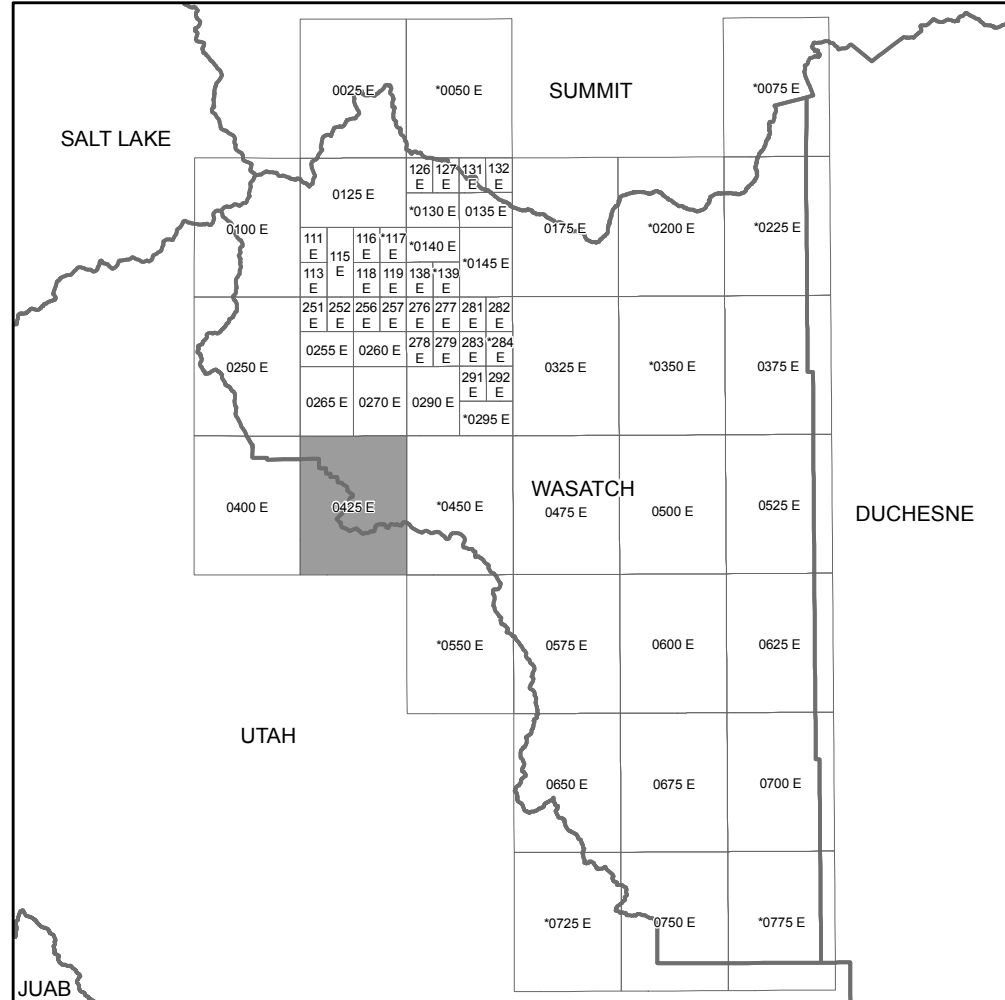 0025 E
*0050 E
SUMMIT
*0075 E
SALT LAKE
126
E
127
E
131
E
132
E
0125 E
*0130 E
0135 E
0100 E
0175 E
*0200 E
*0225 E
111
E
115
E
116
E
*117
E
*0140 E
*0145 E
113
E
118
E
119
E
138
E
*139
E
251
E
252
E
256
E
257
E
276
E
277
E
281
E
282
E
0255 E
0260 E
278
E
279
E
283
E
*284
E
0250 E
0325 E
*0350 E
0375 E
291
E
292
E
0265 E
0270 E
0290 E
*0295 E
WASATCH
0400 E
0425 E
*0450 E
0475 E
0500 E
0525 E
DUCHESNE
*0550 E
0575 E
0600 E
0625 E
UTAH
0650 E
0675 E
0700 E
*0725 E
0750 E
*0775 E
JUAB